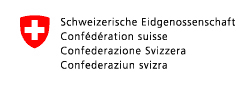 Schweizerische Eidgenossenschaft
Confédération suisse
Confederazione Svizzera
Confederaziun svizra